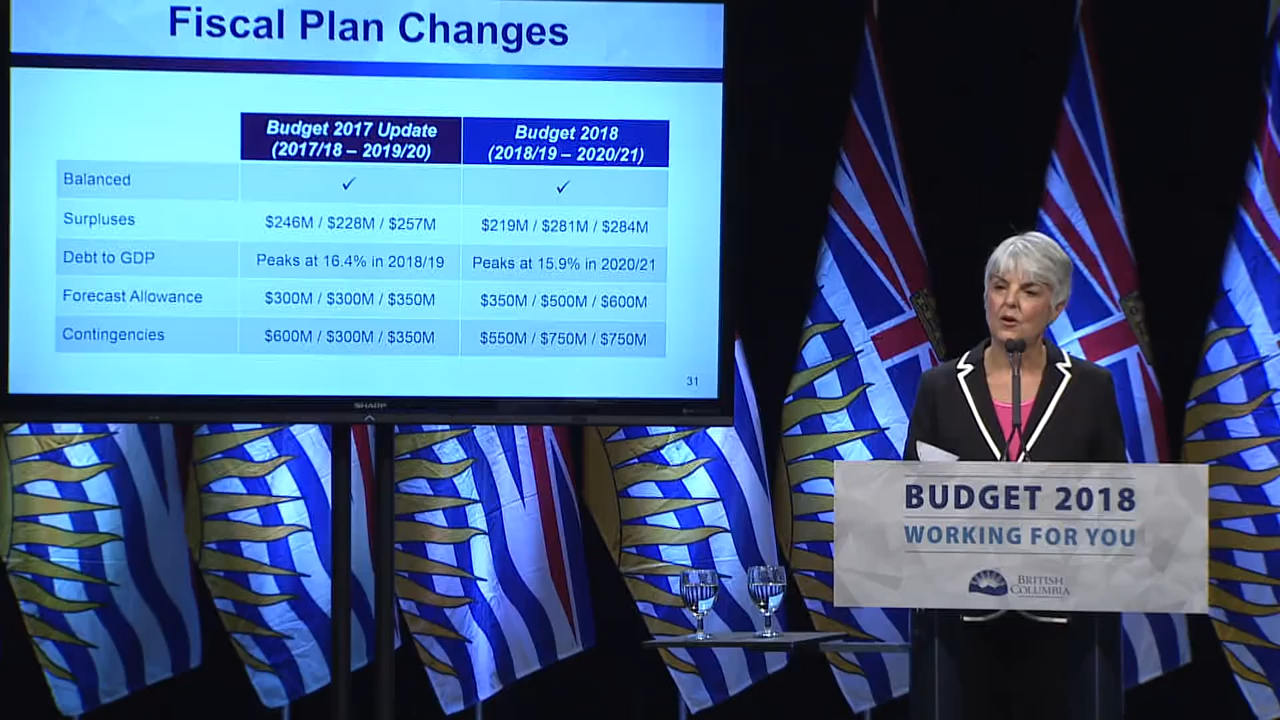 Fiscal Plan Changes
Budget 2017 Update
(2017/18 – 2019/20)
Budget 2018
(2018/19 – 2020/21)
Balanced ✓ ✓
Surpluses $246M / $228M / $257M $219M / $281M / $284M
Debt to GDP Peaks at 16.4% in 2018/19 Peaks at 15.9% in 2020/21
Forecast Allowance $300M / $300M / $350M $350M / $500M / $600M
Contingencies $600M / $300M / $350M $550M / $750M / $750M
31
SHARP
BUDGET 2018
WORKING FOR YOU
BRITISH
COLUMBIA